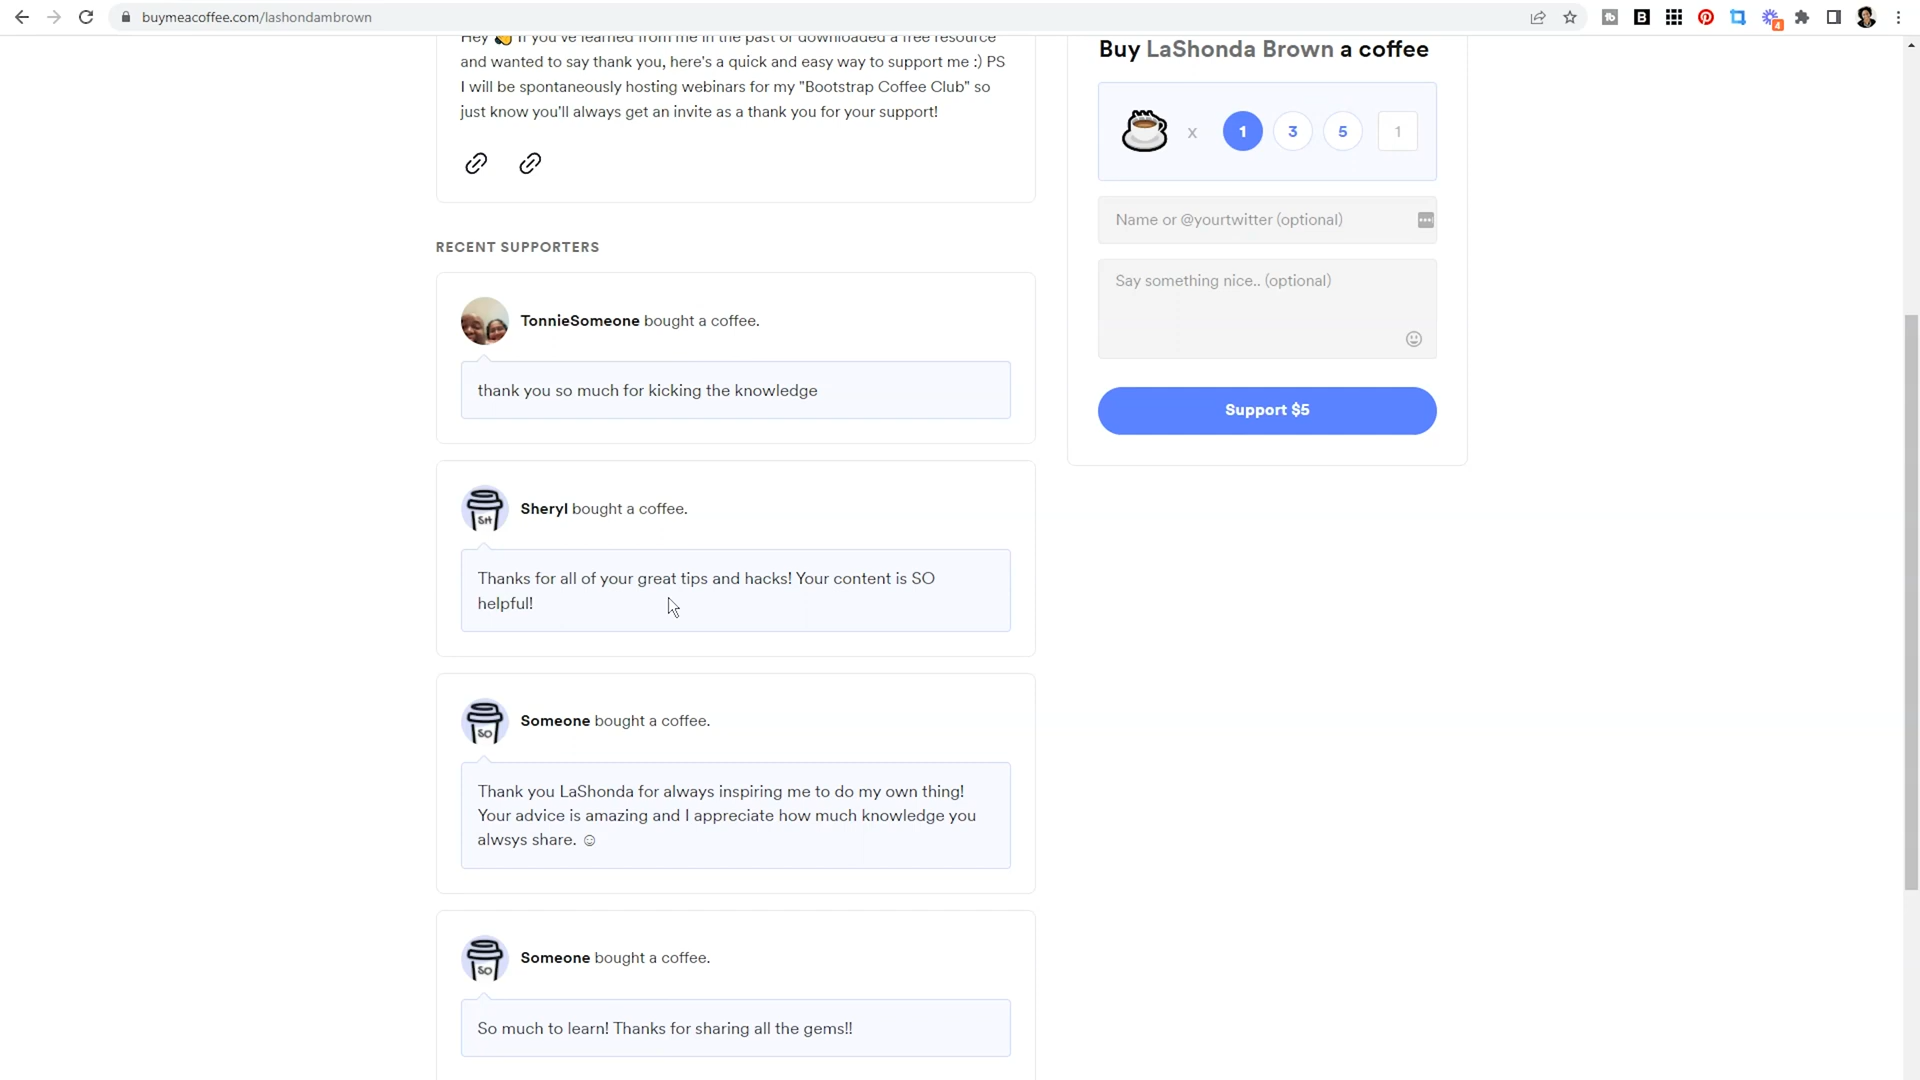 buymeacoffee.com/lashondambrown
Hey 👋 If you've learned from me in the past or downloaded a free resource
and wanted to say thank you, here's a quick and easy way to support me :) PS
I will be spontaneously hosting webinars for my "Bootstrap Coffee Club" so
just know you'll always get an invite as a thank you for your support!
RECENT SUPPORTERS
TonnieSomeone bought a coffee.
thank you so much for kicking the knowledge
Sheryl bought a coffee.
SH
Thanks for all of your great tips and hacks! Your content is SO
helpful!
Someone bought a coffee.
SO
Thank you LaShonda for always inspiring me to do my own thing!
Your advice is amazing and I appreciate how much knowledge you
alwsys share. ☺
Someone bought a coffee.
SO
So much to learn! Thanks for sharing all the gems!!
Buy LaShonda Brown a coffee
x 1 3 5 1
Name or @yourtwitter (optional)
Say something nice.. (optional)
Support $5
tb
B
4